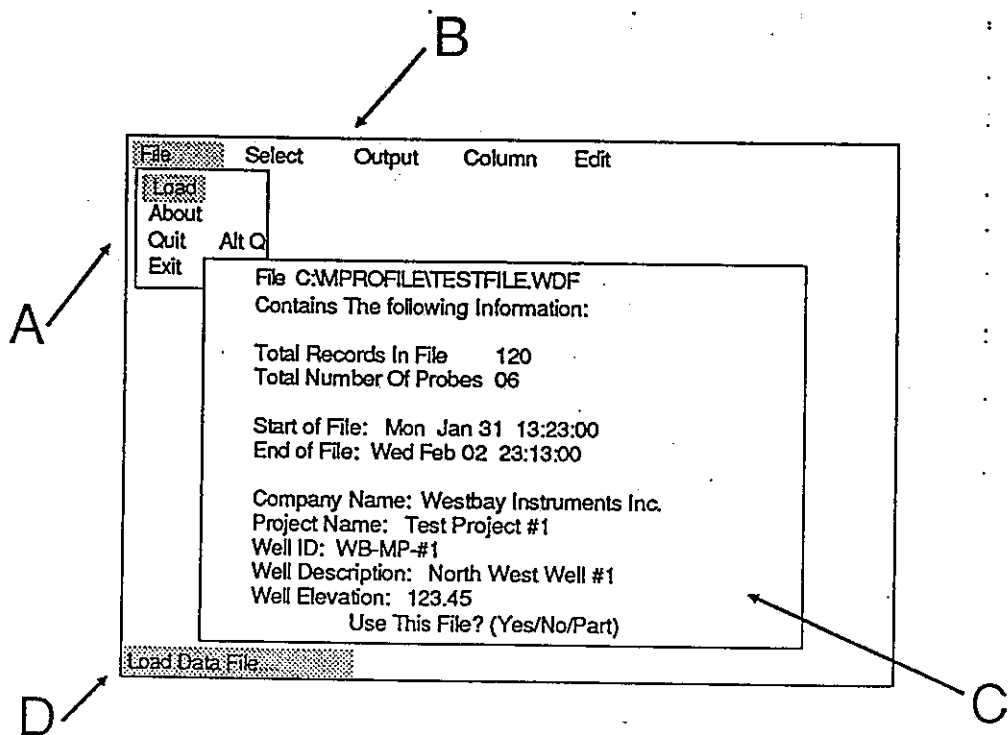 B
File Select Output Column Edit
Load
About
Quit Alt Q
Exit
A
File C:\MPROFILE\TESTFILE.WDF
Contains The following Information:
Total Records In File 120
Total Number Of Probes 06
Start of File: Mon Jan 31 13:23:00
End of File: Wed Feb 02 23:13:00
Company Name: Westbay Instruments Inc.
Project Name: Test Project #1
Well ID: WB-MP-#1
Well Description: North West Well #1
Well Elevation: 123.45
Use This File? (Yes/No/Part)
Load Data File...
D
C